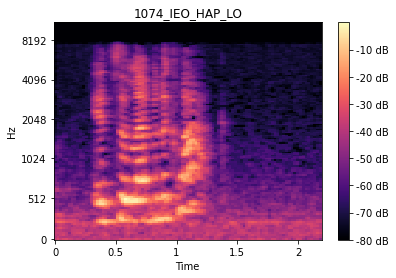 1074_IEO_HAP_LO
Hz
8192
4096
2048
1024
512
0
0
0.5
1
1.5
2
Time
-10 dB
-20 dB
-30 dB
-40 dB
-50 dB
-60 dB
-70 dB
-80 dB